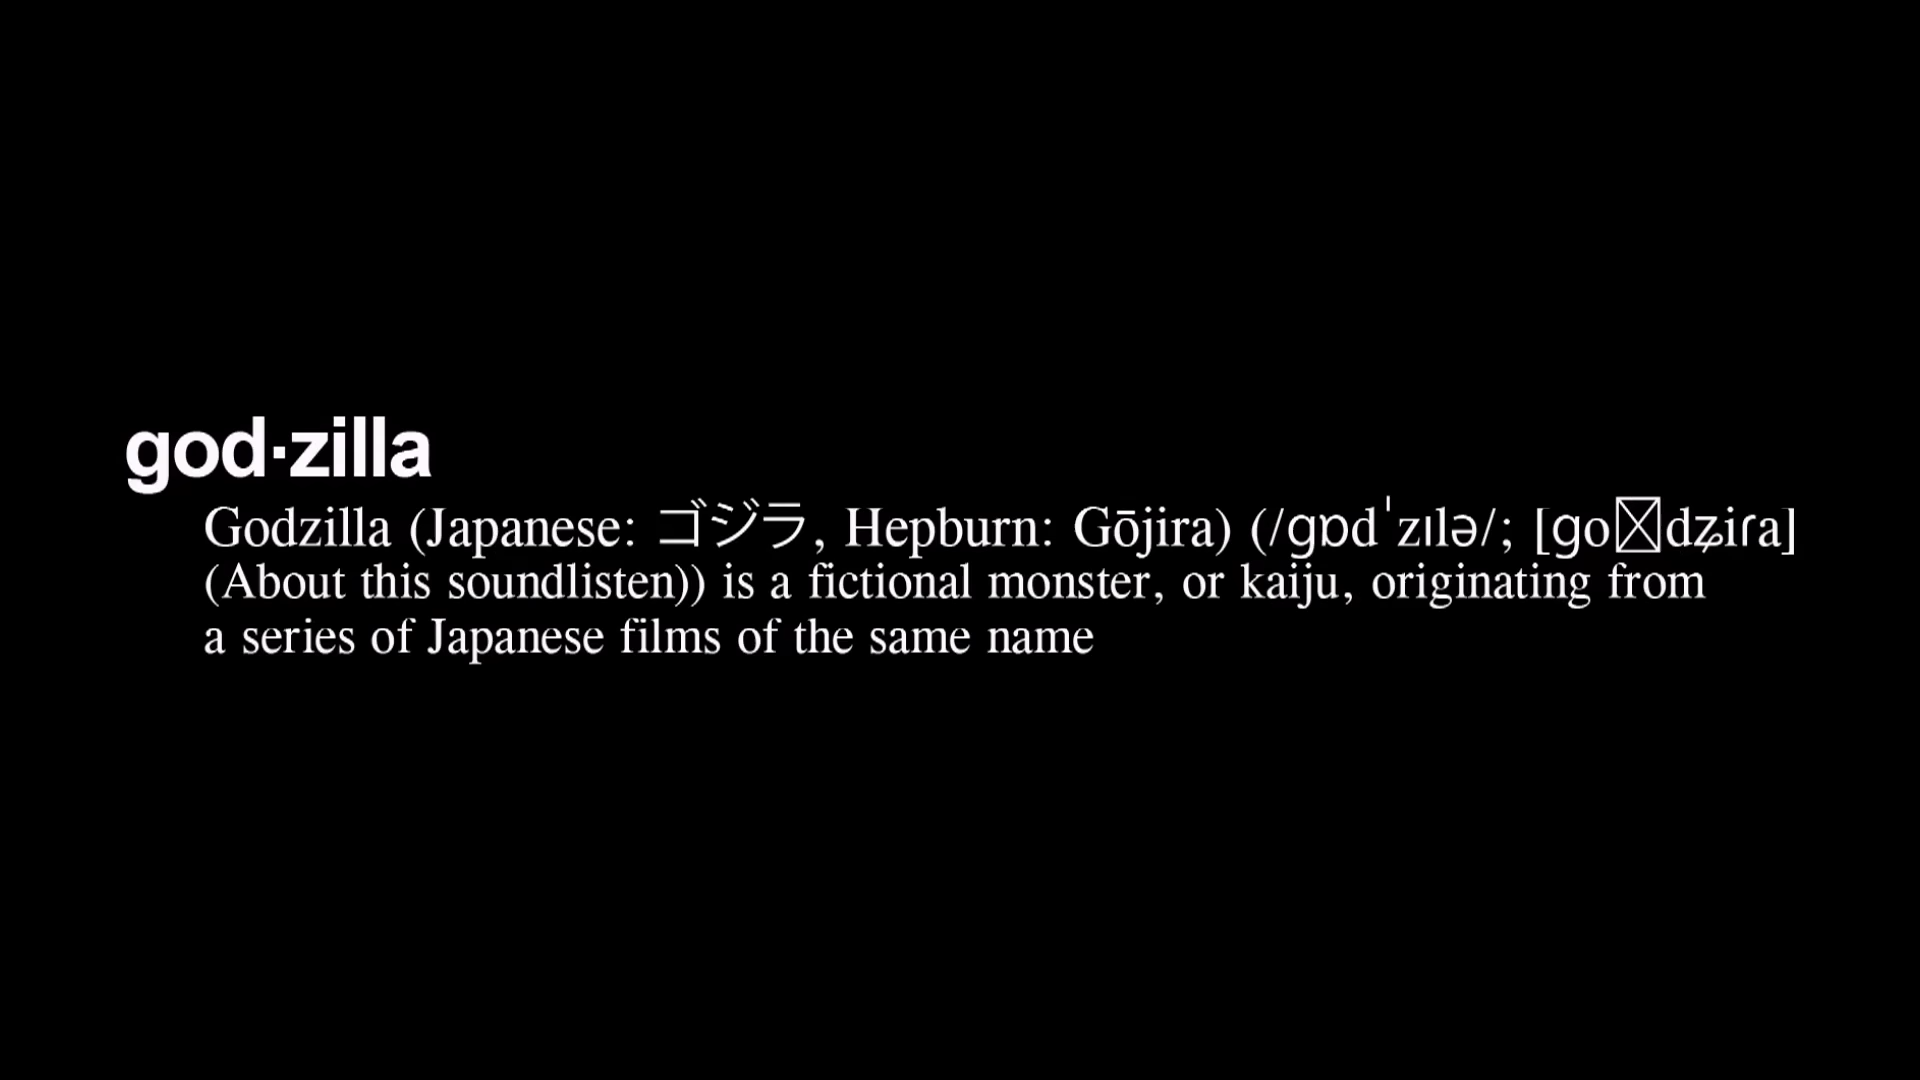 god·zilla
Godzilla (Japanese: ゴジラ, Hepburn: Gōjira) (/ɡɒdˈzɪlə/; [ɡo☒dʑiɾa]
(About this soundlisten)) is a fictional monster, or kaiju, originating from
a series of Japanese films of the same name